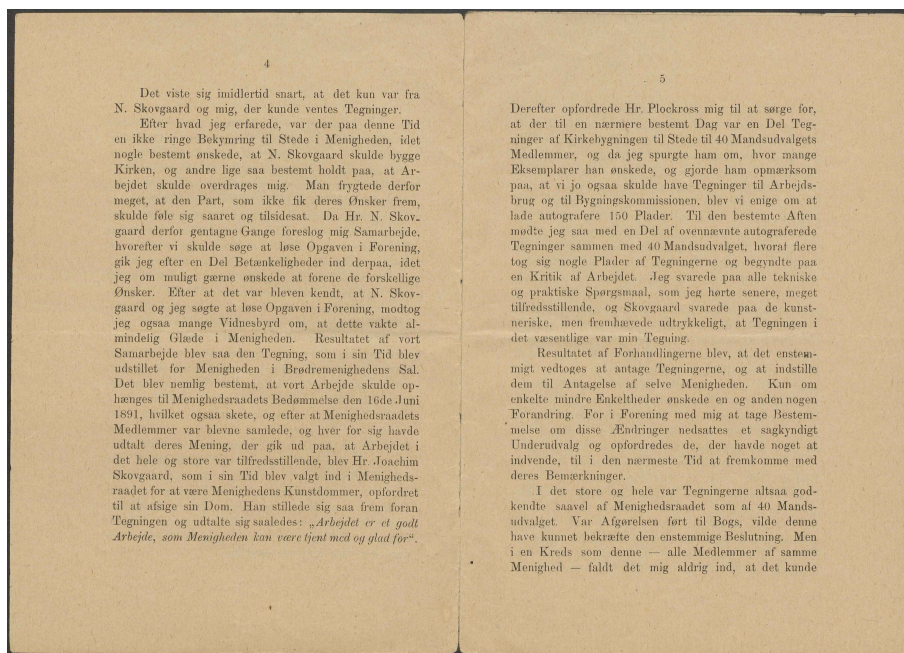 4
Det viste sig imidlertid snart, at det kun var fra
N. Skovgaard og mig, der kunde ventes Tegninger.
Efter hvad jeg erfarede, var der paa denne Tid
en ikke ringe Bekymring til Stede i Menigheden, idet
nogle bestemt ønskede, at N. Skovgaard skulde bygge
Kirken, og andre lige saa bestemt holdt paa, at Ar-
bejdet skulde overdrages mig. Man frygtede derfor
meget, at den Part, som ikke fik deres Ønsker frem,
skulde føle sig saaret og tilsidesat. Da Hr. N. Skov-
gaard derfor gentagne Gange foreslog mig Samarbejde,
hvorefter vi skulde søge at løse Opgaven i Forening,
gik jeg efter en Del Betænkeligheder ind derpaa, idet
jeg om muligt gærne ønskede at forene de forskellige
Ønsker. Efter at det var bleven kendt, at N. Skov-
gaard og jeg søgte at løse Opgaven i Forening, modtog
jeg ogsaa mange Vidnesbyrd om, at dette vakte al-
mindelig Glæde i Menigheden. Resultatet af vort
Samarbejde blev saa den Tegning, som i sin Tid blev
udstillet for Menigheden i Brødremenighedens Sal.
Det blev nemlig bestemt, at vort Arbejde skulde op-
hænges til Menighedsraadets Bedømmelse den 16de Juni
1891, hvilket ogsaa skete, og efter at Menighedsraadets
Medlemmer var blevne samlede, og hver for sig havde
udtalt deres Mening, der gik ud paa, at Arbejdet i
det hele og store var tilfredsstillende, blev Hr. Joachim
Skovgaard, som i sin Tid blev valgt ind i Menigheds-
raadet for at være Menighedens Kunstdommer, opfordret
til at afsige sin Dom. Han stillede sig saa frem foran
Tegningen og udtalte sig saaledes: „Arbejdet er et godt
Arbejde, som Menigheden kan være tjent med og glad for“.
5
Derefter opfordrede Hr. Plockross mig til at sørge for,
at der til en nærmere bestemt Dag var en Del Teg-
ninger af Kirkebygningen til Stede til 40 Mandsudvalgets
Medlemmer, og da jeg spurgte ham om, hvor mange
Eksemplarer han ønskede, og gjorde ham opmærksom
paa, at vi jo ogsaa skulde have Tegninger til Arbejds-
brug og til Bygningskommissionen, blev vi enige om at
lade autografere 150 Plader. Til den bestemte Aften
mødte jeg saa med en Del af ovennævnte autograferede
Tegninger sammen med 40 Mandsudvalget, hvoraf flere
tog sig nogle Plader af Tegningerne og begyndte paa
en Kritik af Arbejdet. Jeg svarede paa alle tekniske
og praktiske Spørgsmaal, som jeg hørte senere, meget
tilfredsstillende, og Skovgaard svarede paa de kunst-
neriske, men fremhævede udtrykkeligt, at Tegningen i
det væsentlige var min Tegning.
Resultatet af Forhandlingerne blev, at det enstem-
migt vedtoges at antage Tegningerne, og at indstille
dem til Antagelse af selve Menigheden. Kun om
enkelte mindre Enkeltheder ønskede en og anden nogen
Forandring. For i Forening med mig at tage Bestem-
melse om disse Ændringer nedsattes et sagkyndigt
Underudvalg og opfordredes de, der havde noget at
indvende, til i den nærmeste Tid at fremkomme med
deres Bemærkninger.
I det store og hele var Tegningerne altsaa god-
kendte saavel af Menighedsraadet som af 40 Mands-
udvalget. Var Afgørelsen ført til Bogs, vilde denne
have kunnet bekræfte den enstemmige Beslutning. Men
i en Kreds som denne — alle Medlemmer af samme
Menighed — faldt det mig aldrig ind, at det kunde